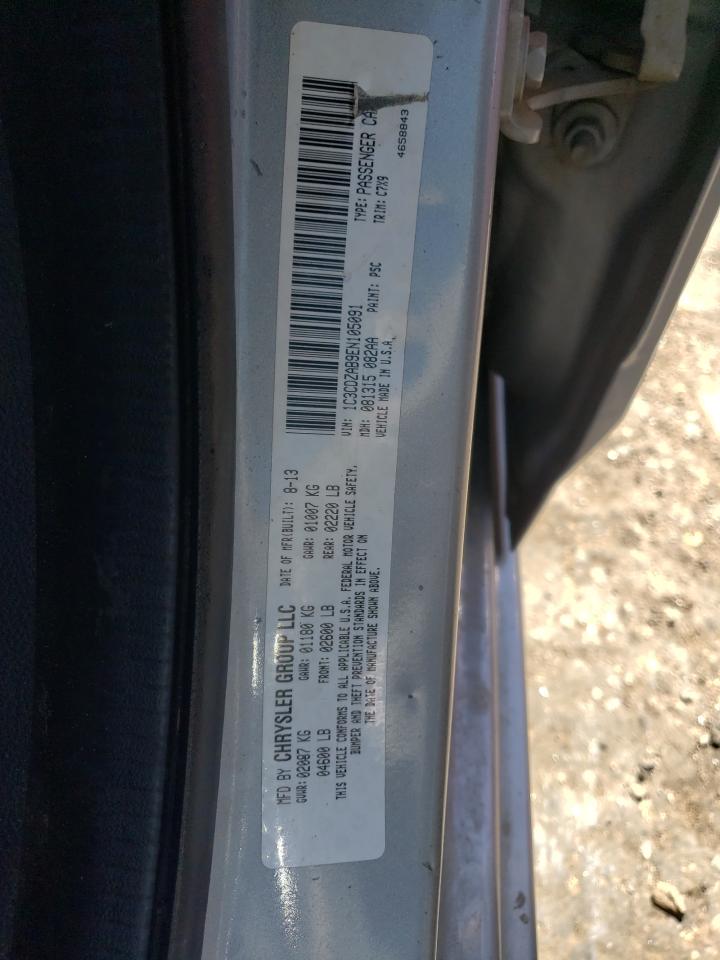 MFD BY CHRYSLER GROUP LLC DATE OF MFR(BUILT): 8-13
GVWR:02087 KG GAWR: 01180 KG GAWR: 01007 KG
04600 LB FRONT: 02600 LB REAR: 02220 LB
THIS VEHICLE CONFORMS TO ALL APPLICABLE U.S.A. FEDERAL MOTOR VEHICLE SAFETY,
BUMPER AND THEFT PREVENTION STANDARDS IN EFFECT ON
THE DATE OF MANUFACTURE SHOWN ABOVE.
VIN: 1C3CDZAB9EN105091 TYPE: PASSENGER
MDH: 081315 082AA PAINT: PSC TRIM: C7X9
VEHICLE MADE IN U.S.A.
4658843